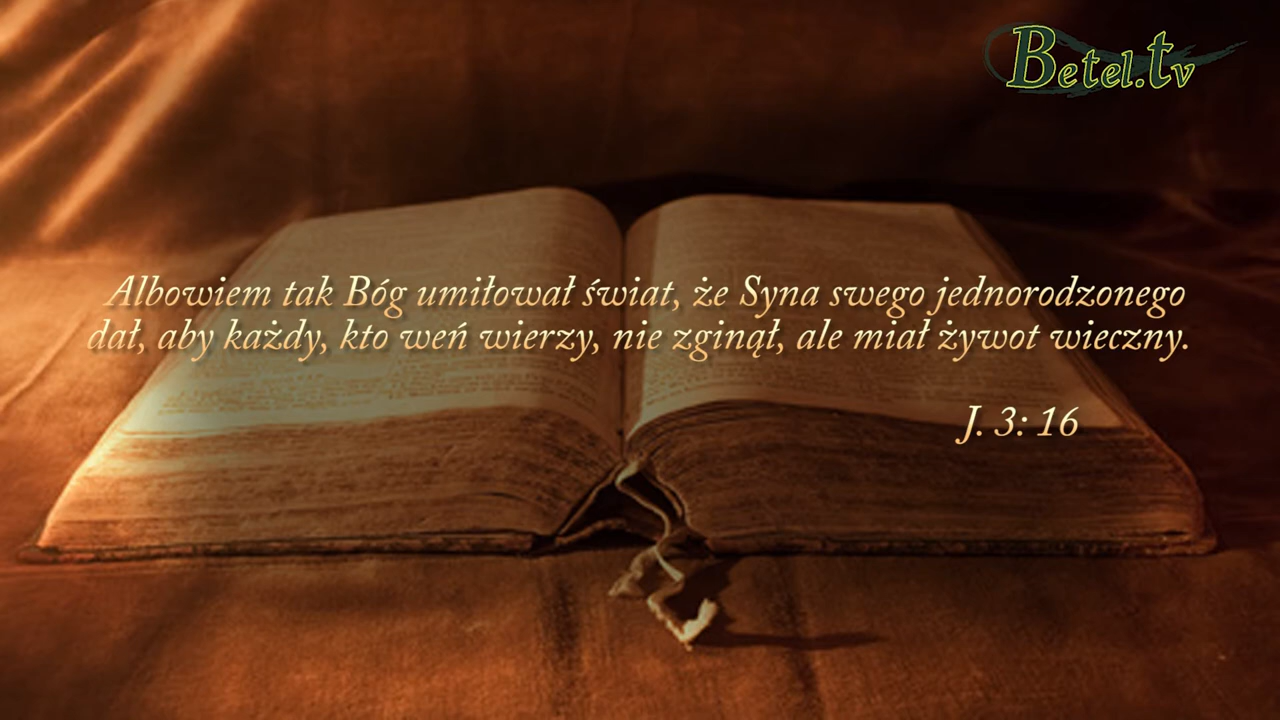 Betel.tv
Albowiem tak Bóg umiłował świat, że Syna swego jednorodzonego
dał, aby każdy, kto weń wierzy, nie zginął, ale miał żywot wieczny.
J. 3: 16